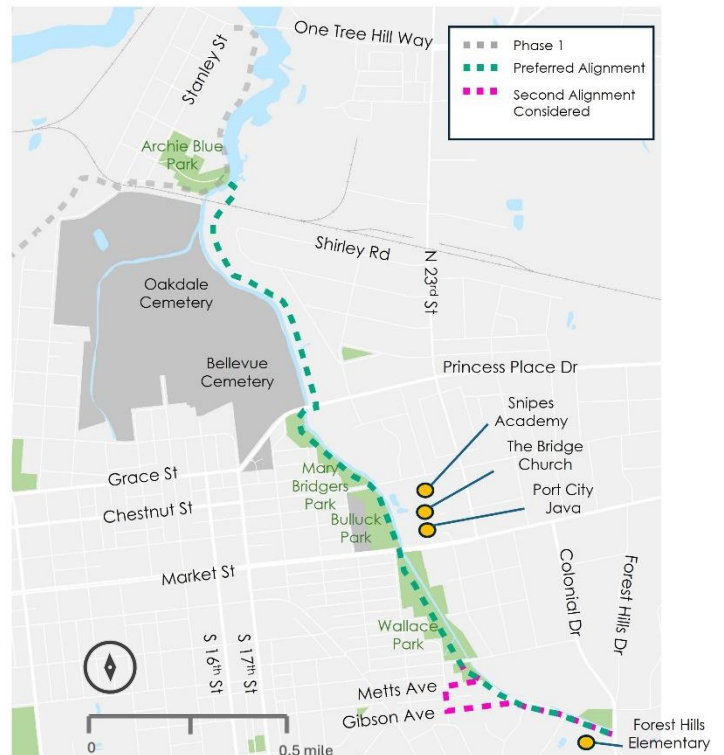 One Tree Hill Way
Stanley St
Phase 1
Preferred Alignment
Second Alignment
Considered
Archie Blue
Park
Shirley Rd
N 23rd St
Oakdale
Cemetery
Bellevue
Cemetery
Princess Place Dr
Snipes
Academy
The Bridge
Church
Port City
Java
Grace St
Mary
Bridgers
Park
Chestnut St
Bulluck
Park
Market St
Colonial Dr
Forest Hills Dr
Wallace
Park
S 16th St
S 17th St
Metts Ave
Gibson Ave
Forest Hills
Elementary
0
0.5 mile